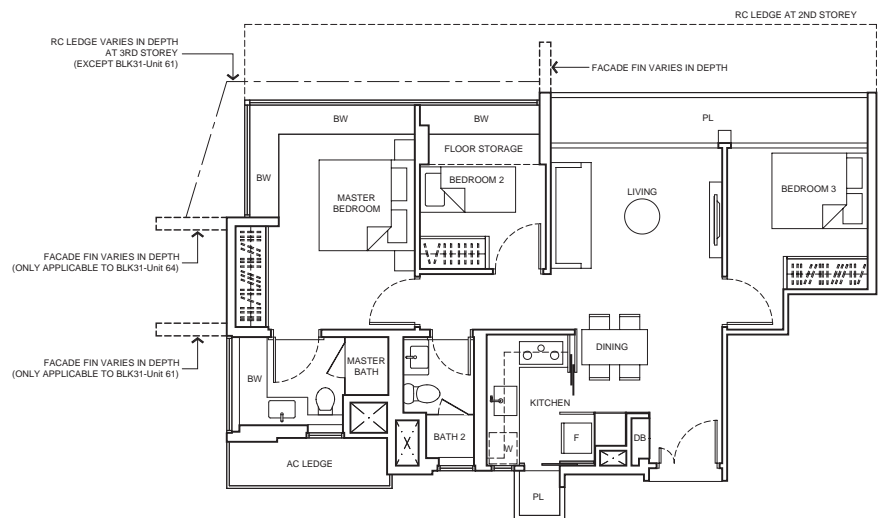 RC LEDGE AT 2ND STOREY
RC LEDGE VARIES IN DEPTH
AT 3RD STOREY
(EXCEPT BLK31-Unit 61)
FACADE FIN VARIES IN DEPTH
BW
BW
PL
FLOOR STORAGE
BW
BEDROOM 2
MASTER
BEDROOM
LIVING
BEDROOM 3
FACADE FIN VARIES IN DEPTH
(ONLY APPLICABLE TO BLK31-Unit 64)
FACADE FIN VARIES IN DEPTH
(ONLY APPLICABLE TO BLK31-Unit 61)
BW
MASTER
BATH
DINING
KITCHEN
BATH 2
W
F
DB
AC LEDGE
PL